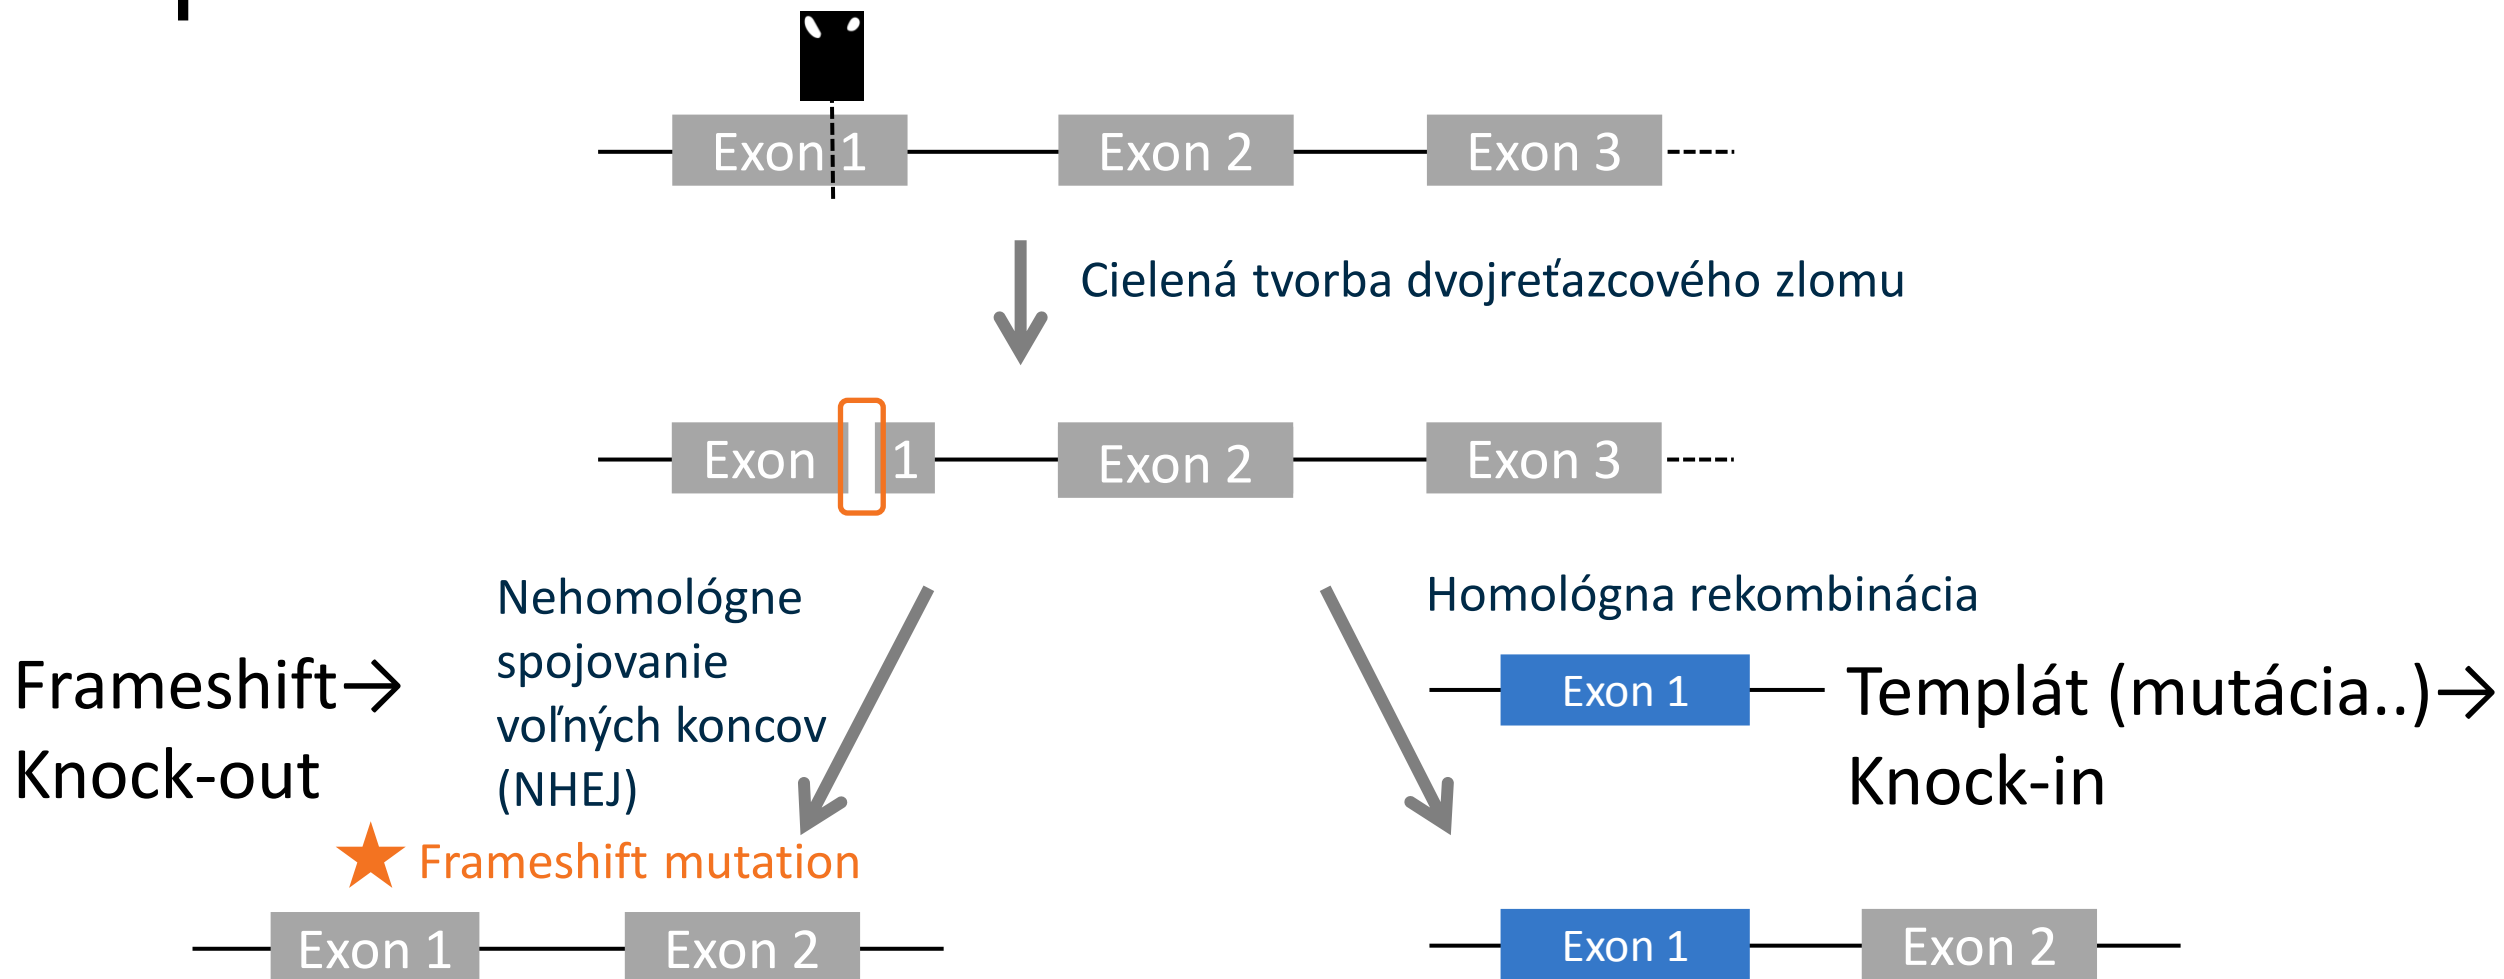 Exon 1
Exon 2
Exon 3
Cielená tvorba dvojreťazcového zlomu
Exon 1
Exon 2
Exon 3
Nehomológne
spojovanie
voľných koncov
(NHEJ)
Frameshift→
Knock-out
Frameshift mutation
Exon 1
Exon 2
Homológna rekombinácia
Exon 1
Templát (mutácia..)→
Knock-in
Exon 1
Exon 2